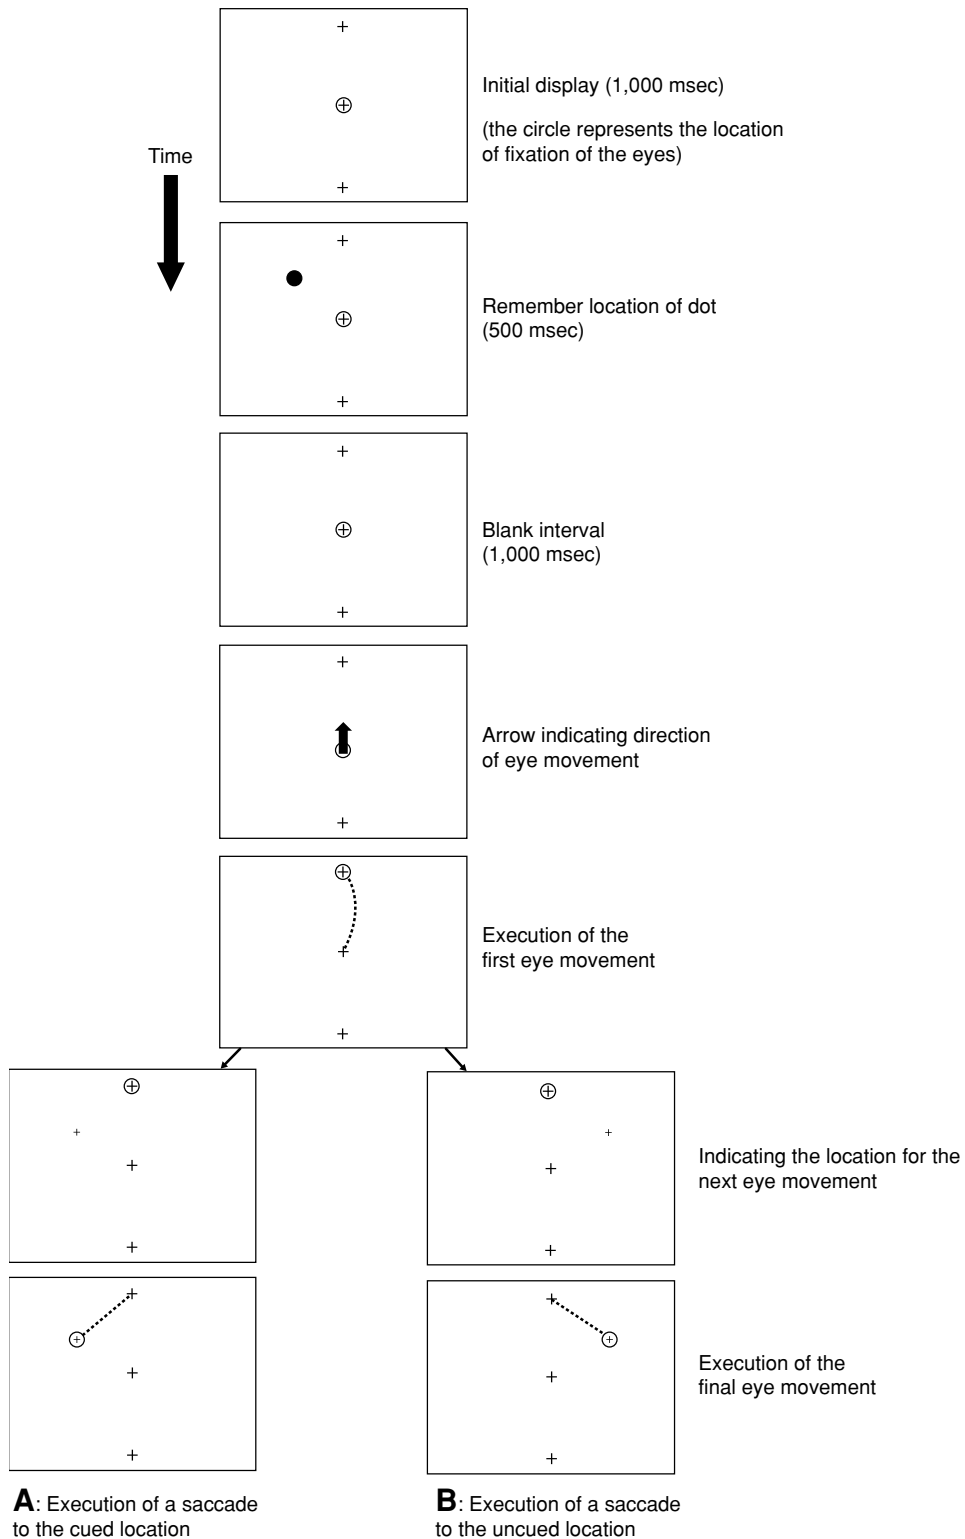 Initial display (1,000 msec)
(the circle represents the location
of fixation of the eyes)
Time
Remember location of dot
(500 msec)
Blank interval
(1,000 msec)
Arrow indicating direction
of eye movement
Execution of the
first eye movement
Indicating the location for the
next eye movement
Execution of the
final eye movement
A: Execution of a saccade
to the cued location
B: Execution of a saccade
to the uncued location